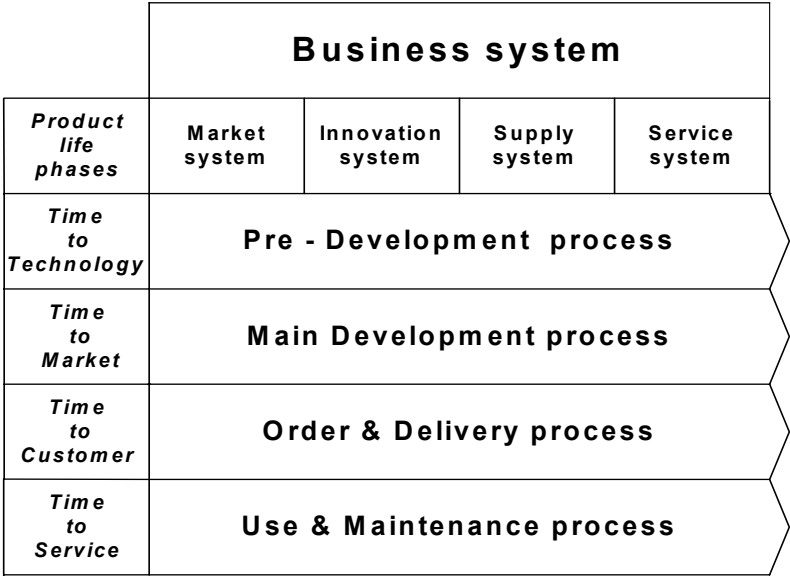 Business system
Product
life
phases
Market
system
Innovation
system
Supply
system
Service
system
Time
to
Technology
Pre - Development process
Time
to
Market
Main Development process
Time
to
Customer
Order & Delivery process
Time
to
Service
Use & Maintenance process